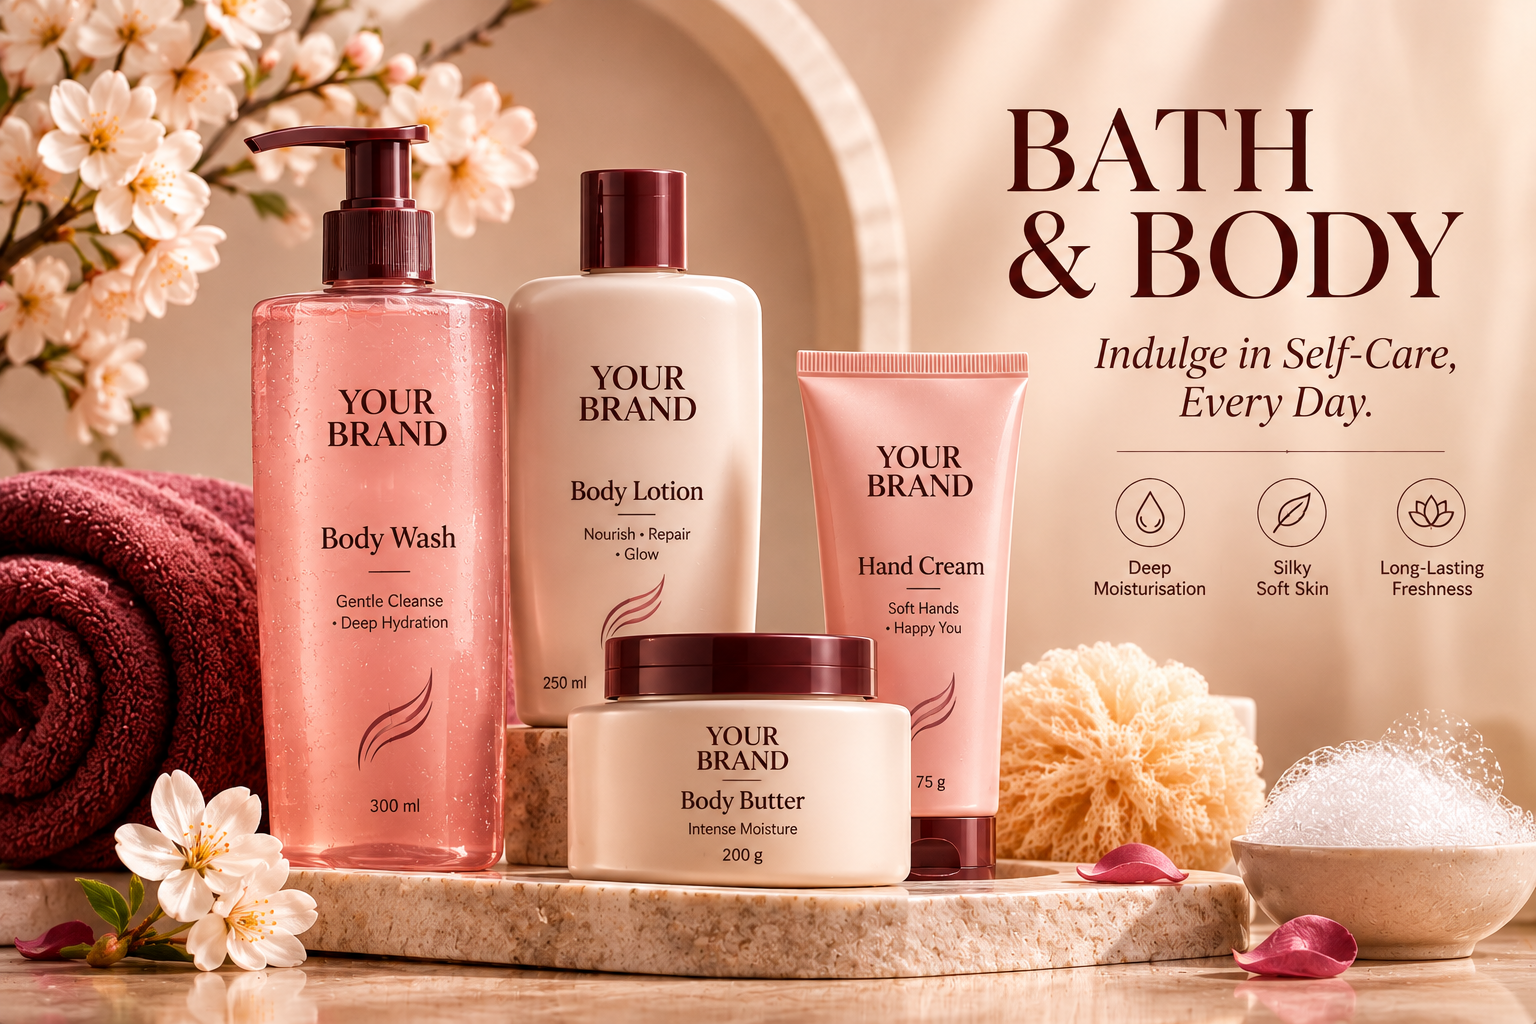 BATH
& BODY
Indulge in Self-Care,
Every Day.
Deep
Moisturisation
Silky
Soft Skin
Long-Lasting
Freshness
YOUR
BRAND
Body Wash
Gentle Cleanse
• Deep Hydration
300 ml
YOUR
BRAND
Body Lotion
Nourish • Repair
• Glow
250 ml
YOUR
BRAND
Hand Cream
Soft Hands
• Happy You
75 g
YOUR
BRAND
Body Butter
Intense Moisture
200 g